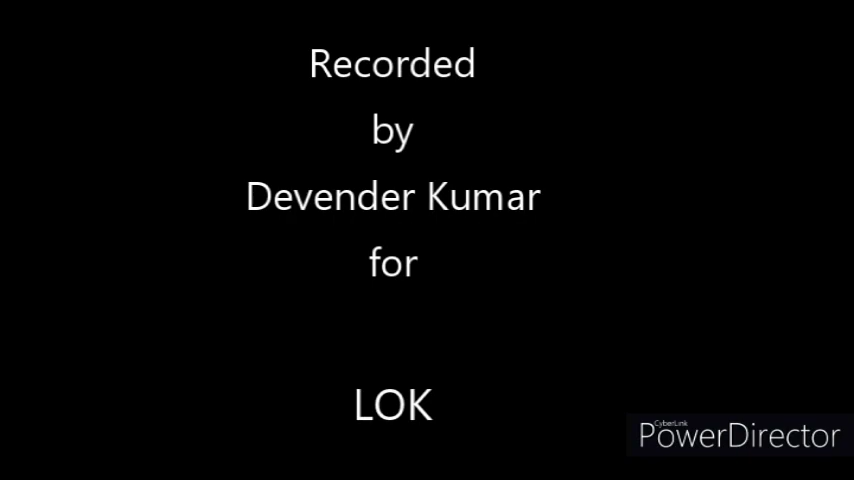 Recorded
by
Devender Kumar
for
LOK
CyberLink
PowerDirector